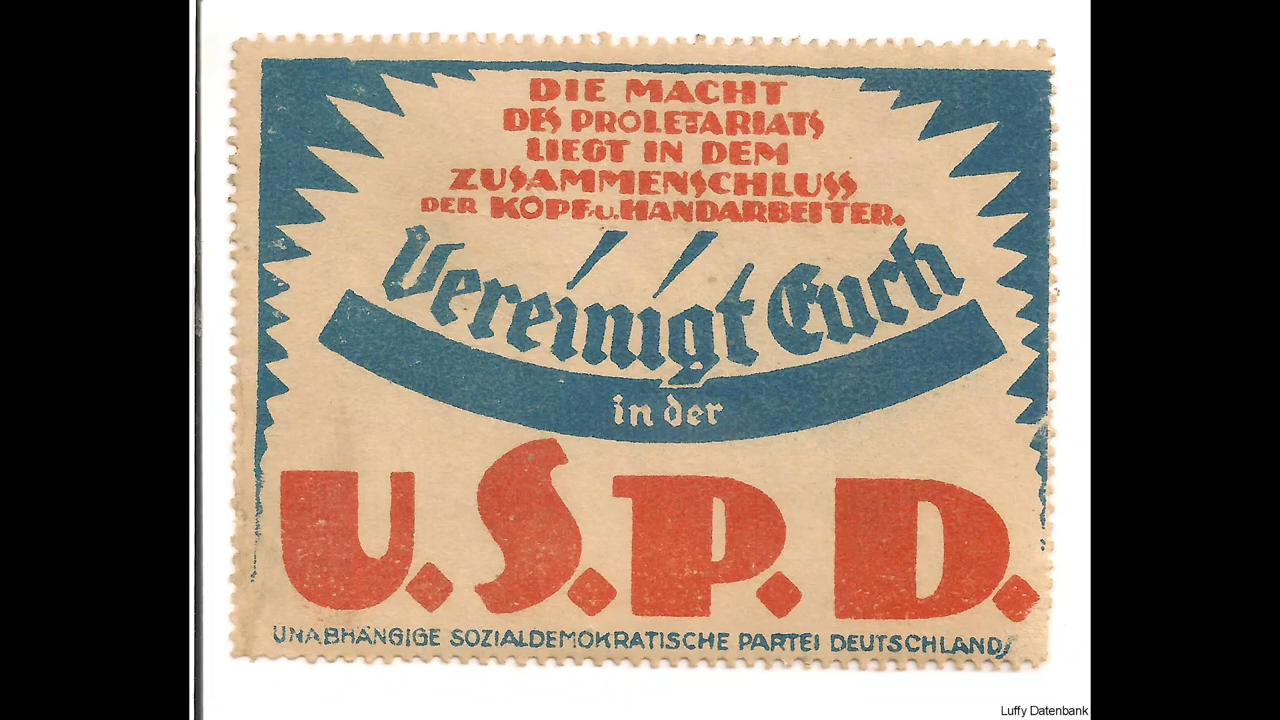 DIE MACHT
DES PROLETARIATS
LIEGT IN DEM
ZUSAMMENSCHLUSS
DER KOPF-U.HANDARBEITER.
Vereinigt Euch
in der
U.S.P.D.
UNABHÄNGIGE SOZIALDEMOKRATISCHE PARTEI DEUTSCHLANDS
Luffy Datenbank